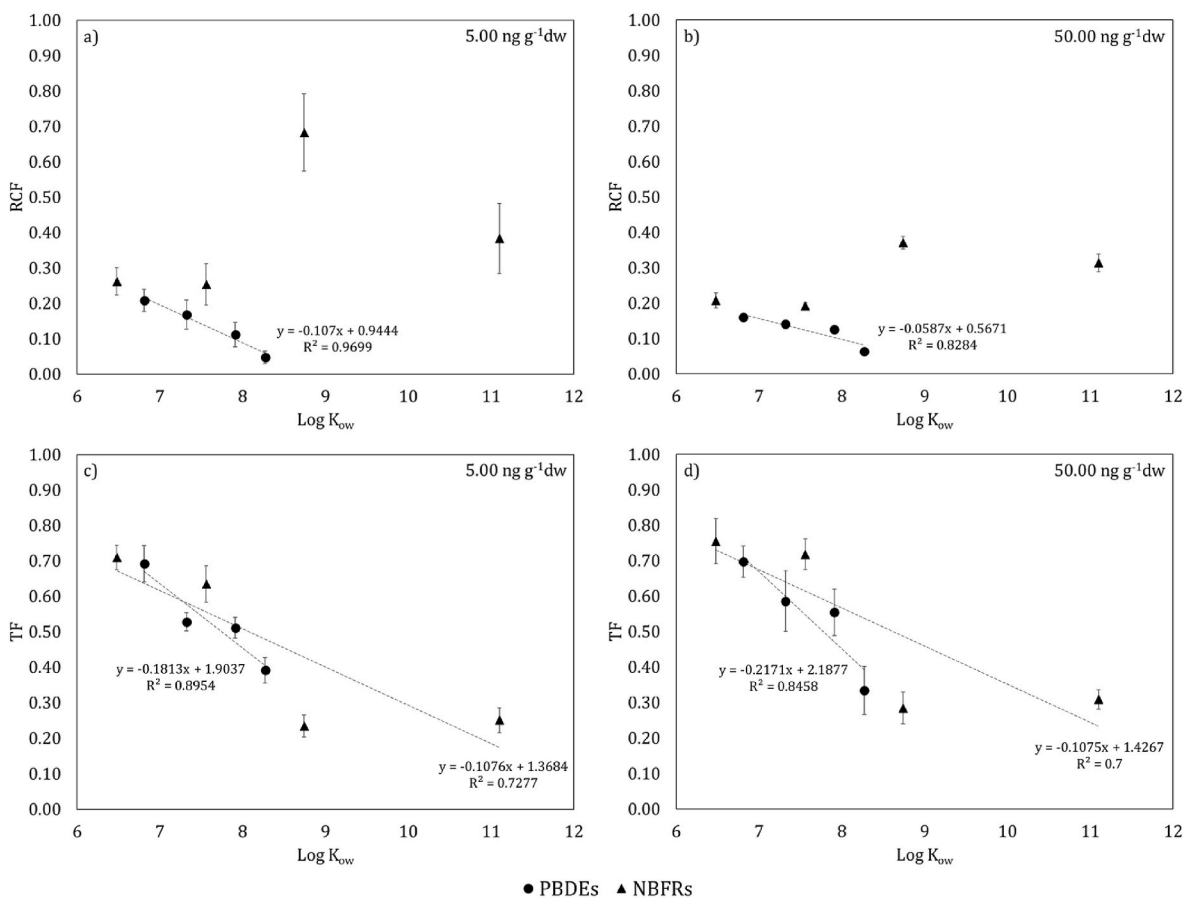 a)
5.00 ng g⁻¹dw
1.00
0.90
0.80
0.70
0.60
0.50
0.40
0.30
0.20
0.10
0.00
RCF
y = -0.107x + 0.9444
R² = 0.9699
6 7 8 9 10 11 12
Log Kow
b)
50.00 ng g⁻¹dw
1.00
0.90
0.80
0.70
0.60
0.50
0.40
0.30
0.20
0.10
0.00
RCF
y = -0.0587x + 0.5671
R² = 0.8284
6 7 8 9 10 11 12
Log Kow
c)
5.00 ng g⁻¹dw
1.00
0.90
0.80
0.70
0.60
0.50
0.40
0.30
0.20
0.10
0.00
TF
y = -0.1813x + 1.9037
R² = 0.8954
y = -0.1076x + 1.3684
R² = 0.7277
6 7 8 9 10 11 12
Log Kow
d)
50.00 ng g⁻¹dw
1.00
0.90
0.80
0.70
0.60
0.50
0.40
0.30
0.20
0.10
0.00
TF
y = -0.2171x + 2.1877
R² = 0.8458
y = -0.1075x + 1.4267
R² = 0.7
6 7 8 9 10 11 12
Log Kow
PBDEs NBFRs